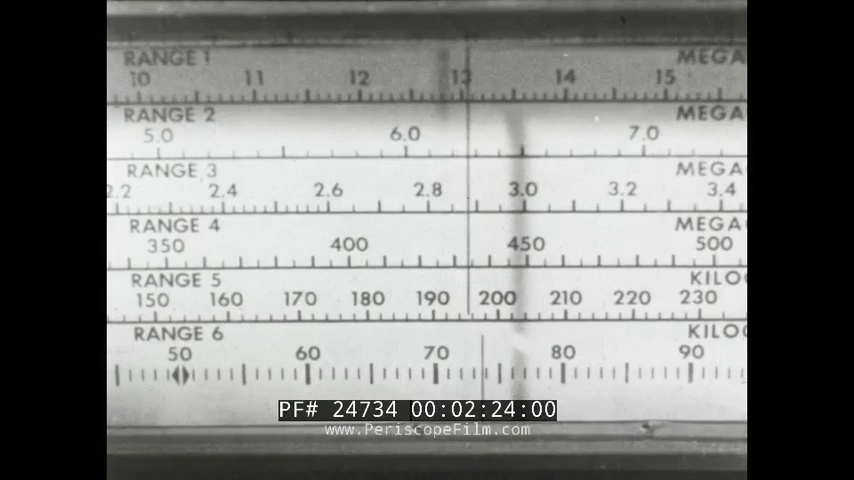 RANGE 1 MEGA
10 11 12 13 14 15
RANGE 2 MEGA
5.0 6.0 7.0
RANGE 3 MEGA
2.2 2.4 2.6 2.8 3.0 3.2 3.4
RANGE 4 MEGA
350 400 450 500
RANGE 5 KILO
150 160 170 180 190 200 210 220 230
RANGE 6 KILO
50 60 70 80 90
PF# 24734 00:02:24:00
www.PeriscopeFilm.com